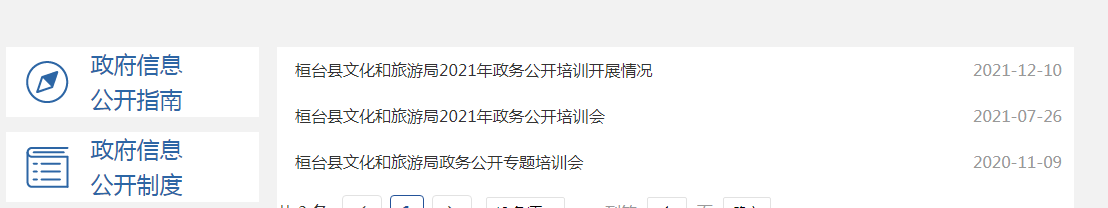 政府信息
公开指南
政府信息
公开制度
桓台县文化和旅游局2021年政务公开培训开展情况 2021-12-10
桓台县文化和旅游局2021年政务公开培训会 2021-07-26
桓台县文化和旅游局政务公开专题培训会 2020-11-09